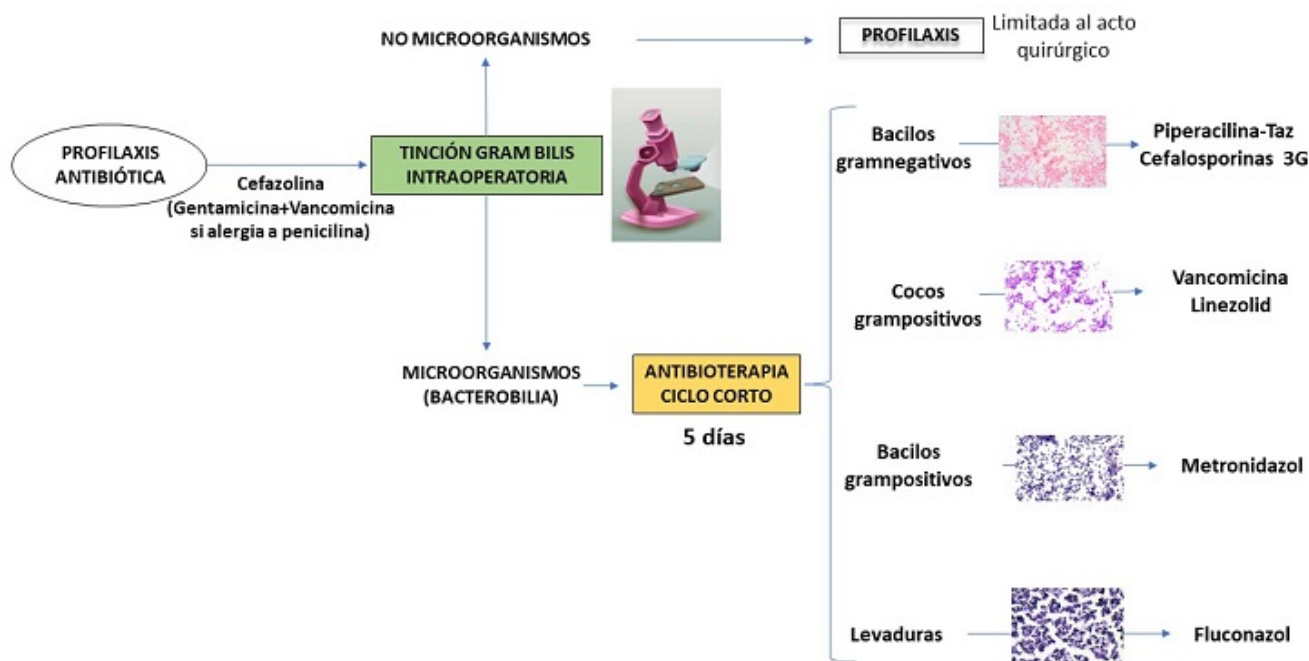 NO MICROORGANISMOS
PROFILAXIS
Limitada al acto
quirúrgico
PROFILAXIS
ANTIBIÓTICA
Cefazolina
(Gentamicina+Vancomicina
si alergia a penicilina)
TINCIÓN GRAM BILIS
INTRAOPERATORIA
MICROORGANISMOS
(BACTEROBILIA)
ANTIBIOTERAPIA
CICLO CORTO
5 días
Bacilos
gramnegativos
Piperacilina-Taz
Cefalosporinas 3G
Cocos
grampositivos
Vancomicina
Linezolid
Bacilos
grampositivos
Metronidazol
Levaduras
Fluconazol